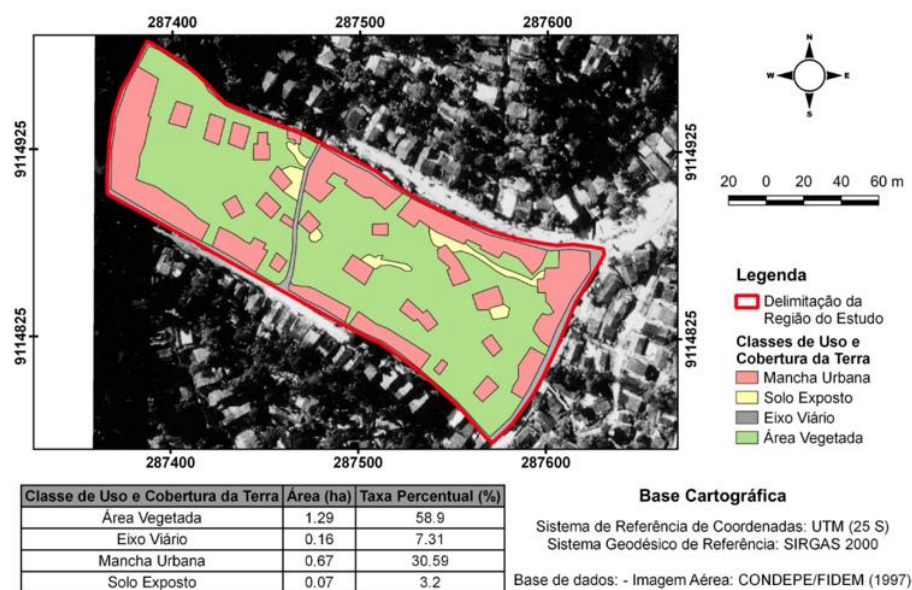 287400 287500 287600
N
W E
S
9114925 9114925
20 0 20 40 60 m
Legenda
Delimitação da
Região do Estudo
Classes de Uso e
Cobertura da Terra
Mancha Urbana
Solo Exposto
Eixo Viário
Área Vegetada
9114825 9114825
287400 287500 287600
Classe de Uso e Cobertura da Terra Área (ha) Taxa Percentual (%)
Área Vegetada 1.29 58.9
Eixo Viário 0.16 7.31
Mancha Urbana 0.67 30.59
Solo Exposto 0.07 3.2
Base Cartográfica
Sistema de Referência de Coordenadas: UTM (25 S)
Sistema Geodésico de Referência: SIRGAS 2000
Base de dados: - Imagem Aérea: CONDEPE/FIDEM (1997)